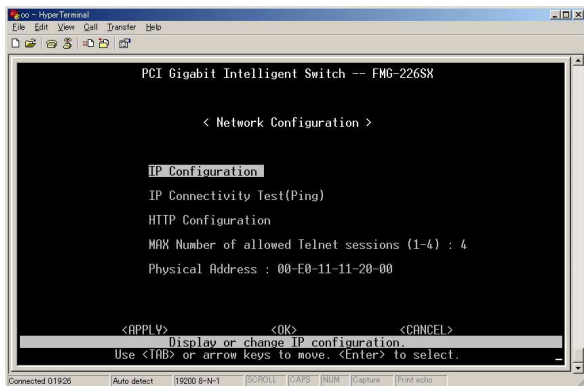 oo - HyperTerminal
File Edit View Call Transfer Help
PCI Gigabit Intelligent Switch -- FMG-226SX
< Network Configuration >
IP Configuration
IP Connectivity Test(Ping)
HTTP Configuration
MAX Number of allowed Telnet sessions (1-4) : 4
Physical Address : 00-E0-11-11-20-00
<APPLY> <OK> <CANCEL>
Display or change IP configuration.
Use <TAB> or arrow keys to move. <Enter> to select.
Connected 0:19:26 Auto detect 19200 8-N-1 SCROLL CAPS NUM Capture Print echo